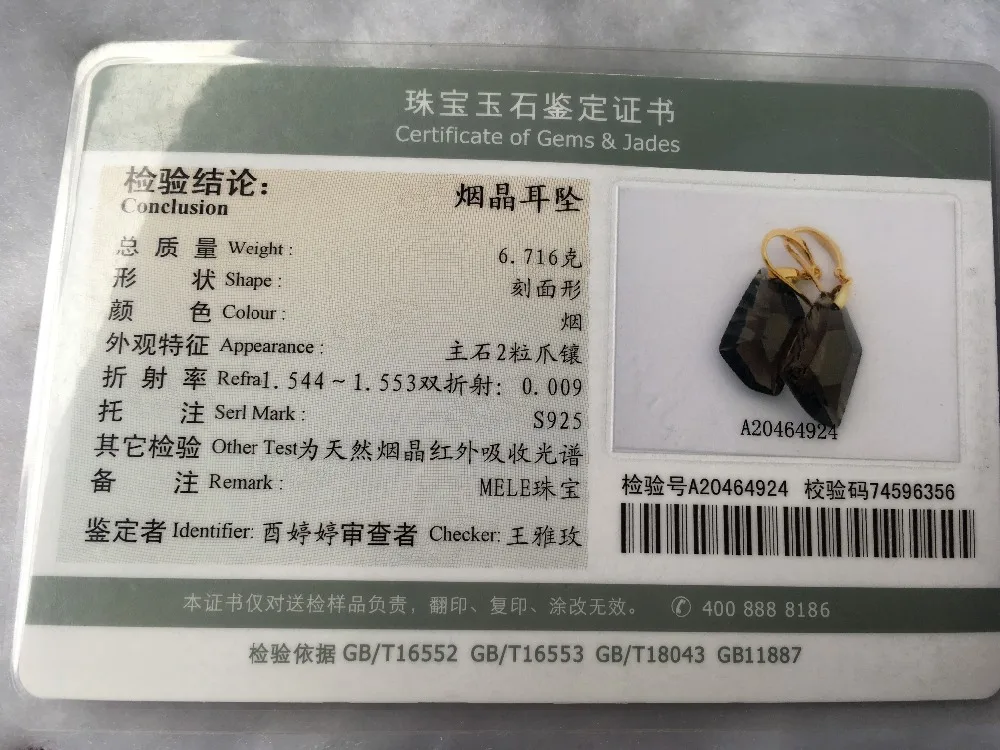 珠宝玉石鉴定证书
Certificate of Gems & Jades
检验结论:
Conclusion
烟晶耳坠
总质量 Weight : 6.716克
形状 Shape : 刻面形
颜色 Colour : 烟
外观特征 Appearance : 主石2粒爪镶
折射率 Refra1.544~1.553双折射: 0.009
托注 Serl Mark : S925
其它检验 Other Test为天然烟晶红外吸收光谱
备注 Remark : MELE珠宝
鉴定者 Identifier: 酉婷婷审查者 Checker: 王雅玫
A20464924
检验号A20464924 校验码74596356
本证书仅对送检样品负责，翻印、复印、涂改无效。 ✆ 400 888 8186
检验依据 GB/T16552 GB/T16553 GB/T18043 GB11887